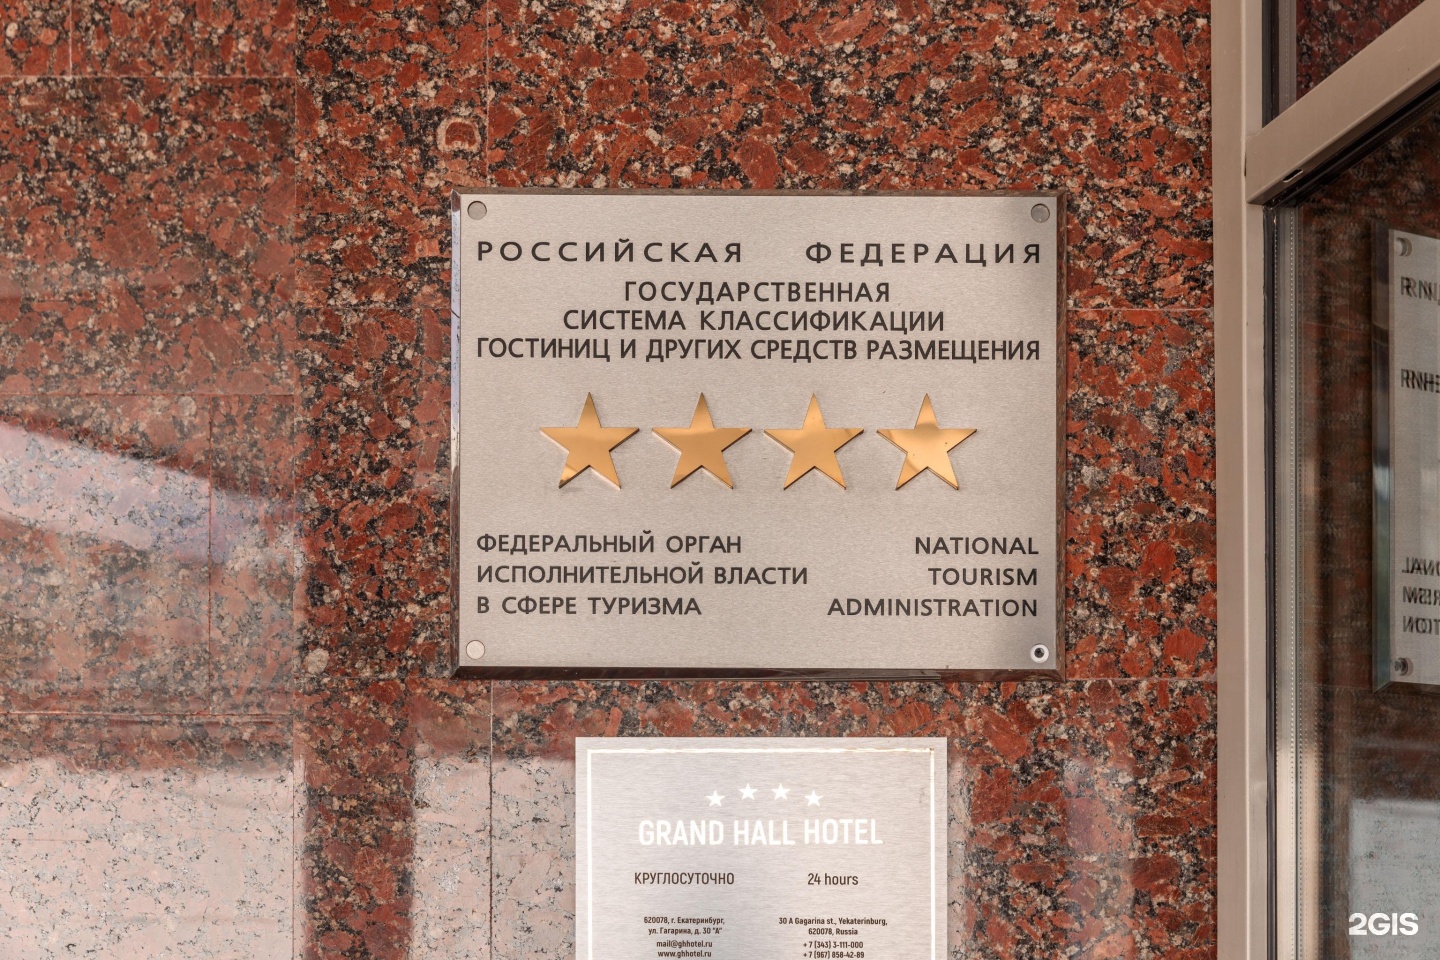 РОССИЙСКАЯ ФЕДЕРАЦИЯ
ГОСУДАРСТВЕННАЯ
СИСТЕМА КЛАССИФИКАЦИИ
ГОСТИНИЦ И ДРУГИХ СРЕДСТВ РАЗМЕЩЕНИЯ
ФЕДЕРАЛЬНЫЙ ОРГАН
ИСПОЛНИТЕЛЬНОЙ ВЛАСТИ
В СФЕРЕ ТУРИЗМА
NATIONAL
TOURISM
ADMINISTRATION
GRAND HALL HOTEL
КРУГЛОСУТОЧНО
620078, г. Екатеринбург,
ул. Гагарина, д. 30 "А"
mail@ghhotel.ru
www.ghhotel.ru
24 hours
30 A Gagarina st., Yekaterinburg,
620078, Russia
+ 7 (343) 3-111-000
+ 7 (967) 858-42-89
2GIS